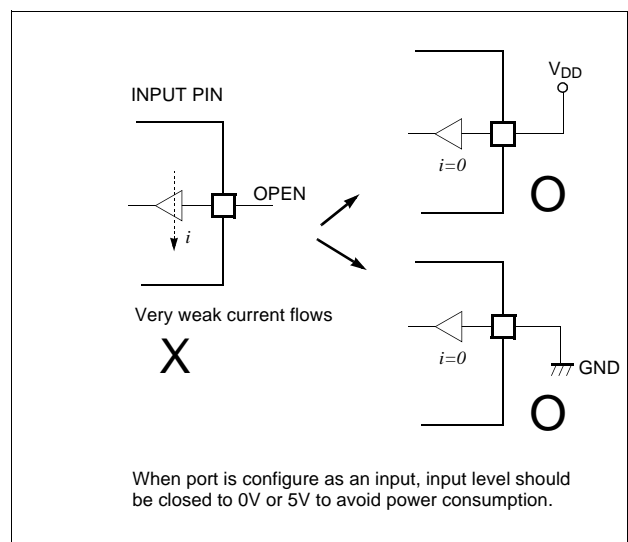 INPUT PIN
OPEN
i
Very weak current flows
X
VDD
i=0
O
i=0
GND
O
When port is configure as an input, input level should
be closed to 0V or 5V to avoid power consumption.